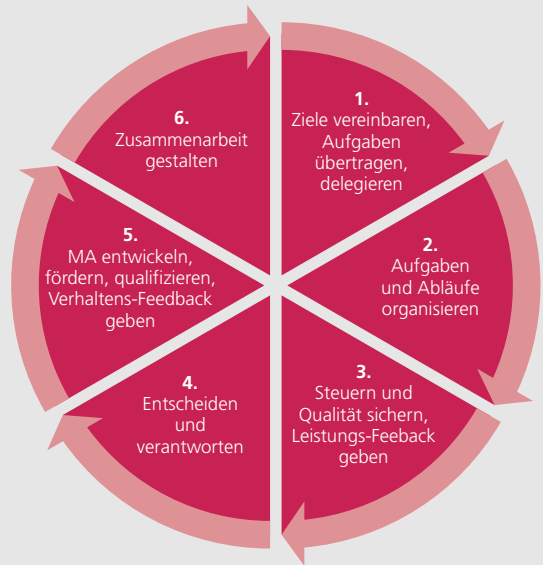 1.
Ziele vereinbaren,
Aufgaben
übertragen,
delegieren
2.
Aufgaben
und Abläufe
organisieren
3.
Steuern und
Qualität sichern,
Leistungs-Feeback
geben
4.
Entscheiden
und
verantworten
5.
MA entwickeln,
fördern, qualifizieren,
Verhaltens-Feedback
geben
6.
Zusammenarbeit
gestalten